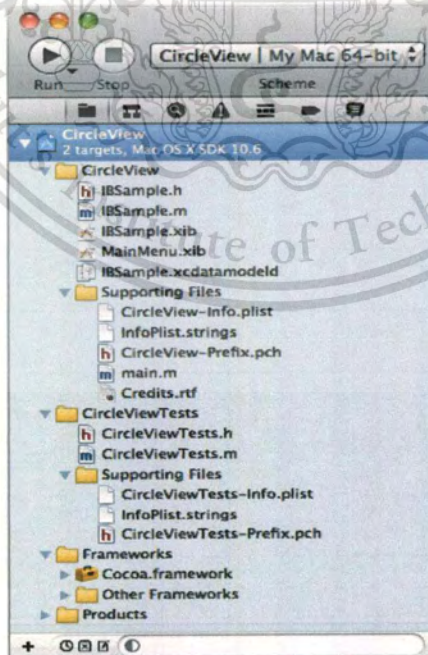 CircleView | My Mac 64-bit
Run Stop Scheme
CircleView
2 targets, Mac OS X SDK 10.6
CircleView
h IBSample.h
m IBSample.m
IBSample.xib
MainMenu.xib
IBSample.xcdatamodeld
Supporting Files
CircleView-Info.plist
InfoPlist.strings
h CircleView-Prefix.pch
m main.m
Credits.rtf
CircleViewTests
h CircleViewTests.h
m CircleViewTests.m
Supporting Files
CircleViewTests-Info.plist
InfoPlist.strings
h CircleViewTests-Prefix.pch
Frameworks
Cocoa.framework
Other Frameworks
Products